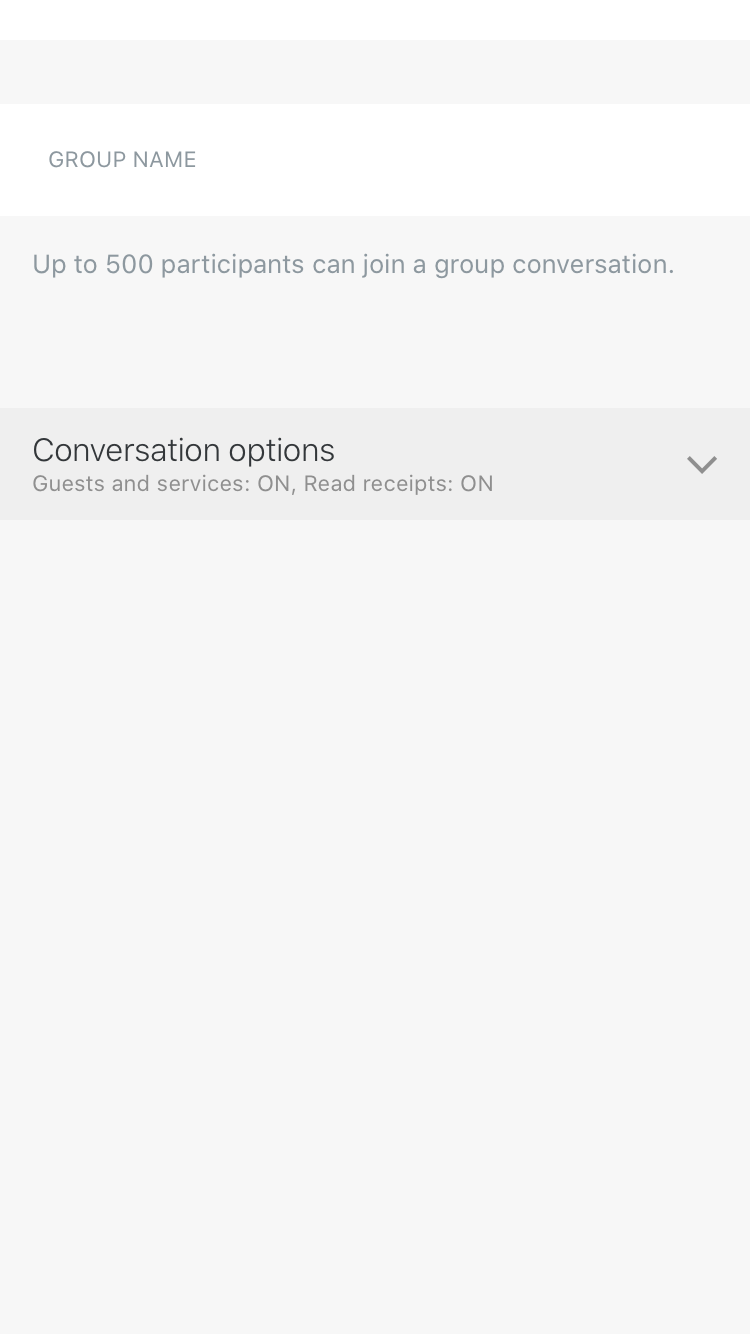 GROUP NAME
Up to 500 participants can join a group conversation.
Conversation options
Guests and services: ON, Read receipts: ON